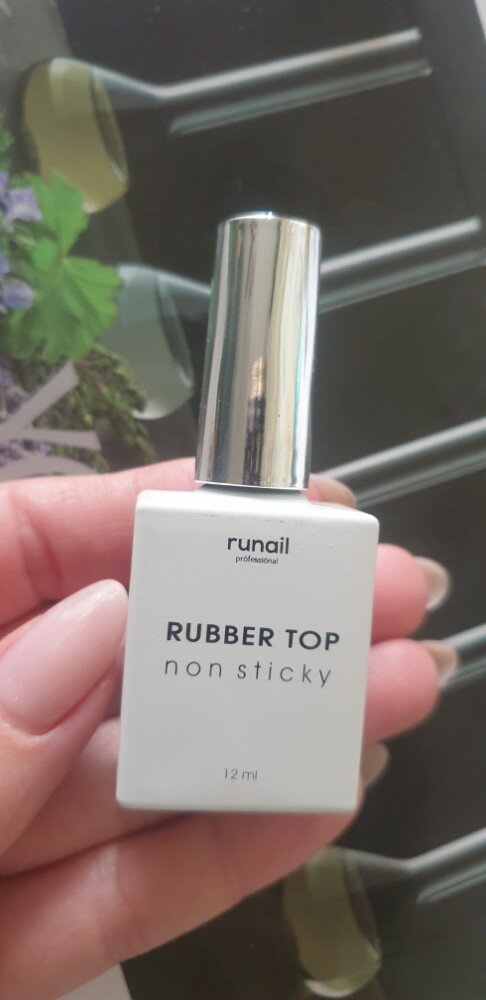 runail
professional
RUBBER TOP
non sticky
12 ml